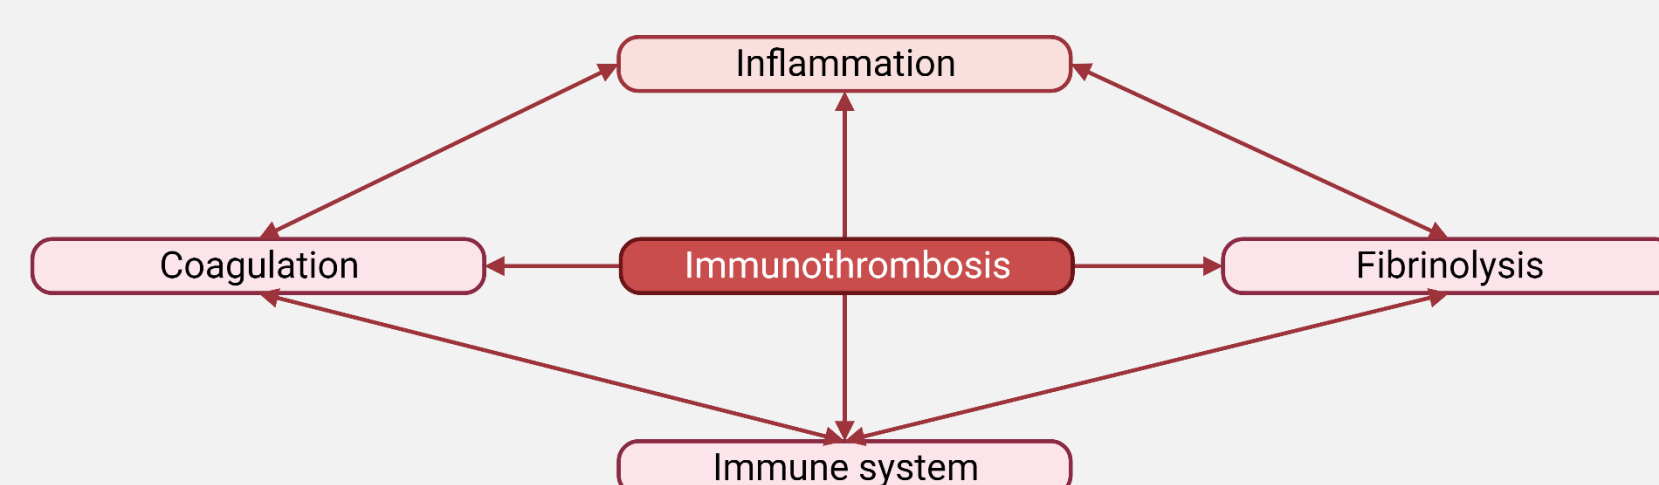 Inflammation
Coagulation
Immunothrombosis
Fibrinolysis
Immune system